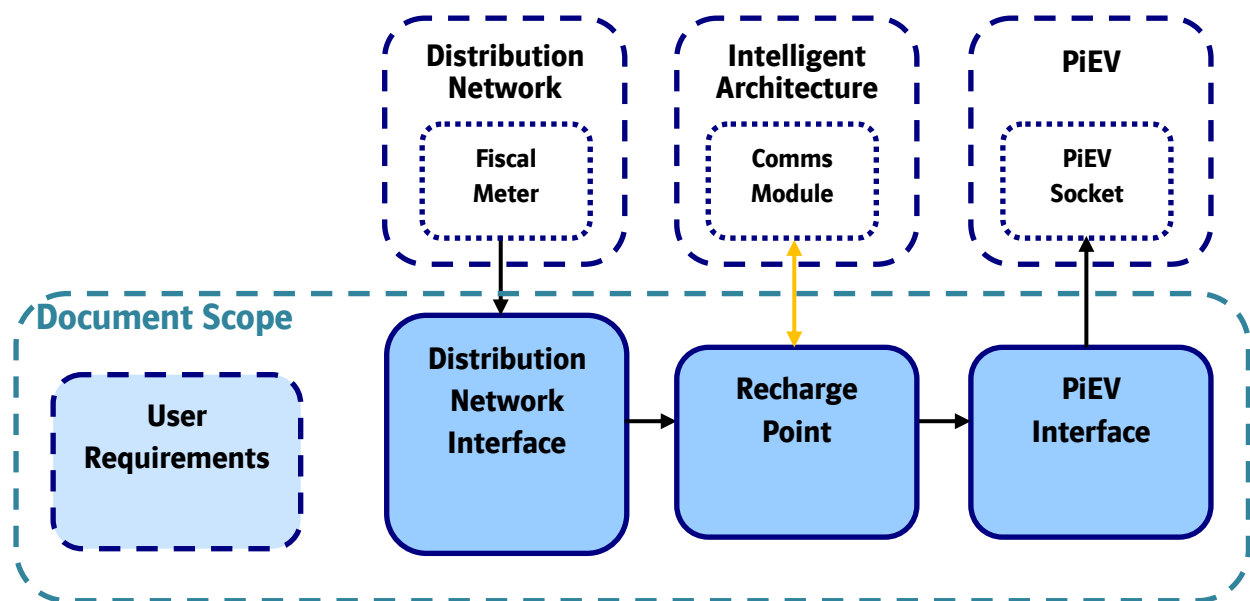 Distribution
Network
Fiscal
Meter
Intelligent
Architecture
Comms
Module
PiEV
PiEV
Socket
Document Scope
User
Requirements
Distribution
Network
Interface
Recharge
Point
PiEV
Interface